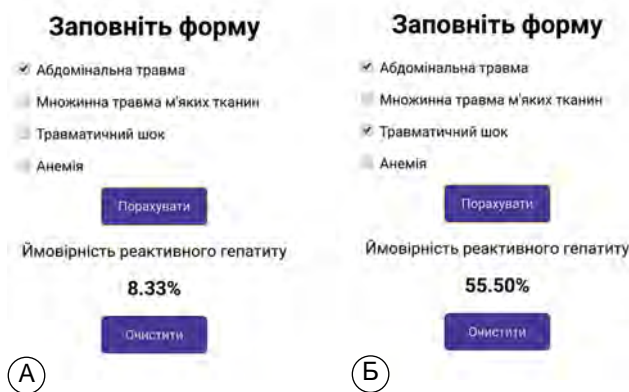 Заповніть форму
Абдомінальна травма
Множинна травма м'яких тканин
Травматичний шок
Анемія
Порахувати
Ймовірність реактивного гепатиту
8.33%
Очистити
А
Заповніть форму
Абдомінальна травма
Множинна травма м'яких тканин
Травматичний шок
Анемія
Порахувати
Ймовірність реактивного гепатиту
55.50%
Очистити
Б